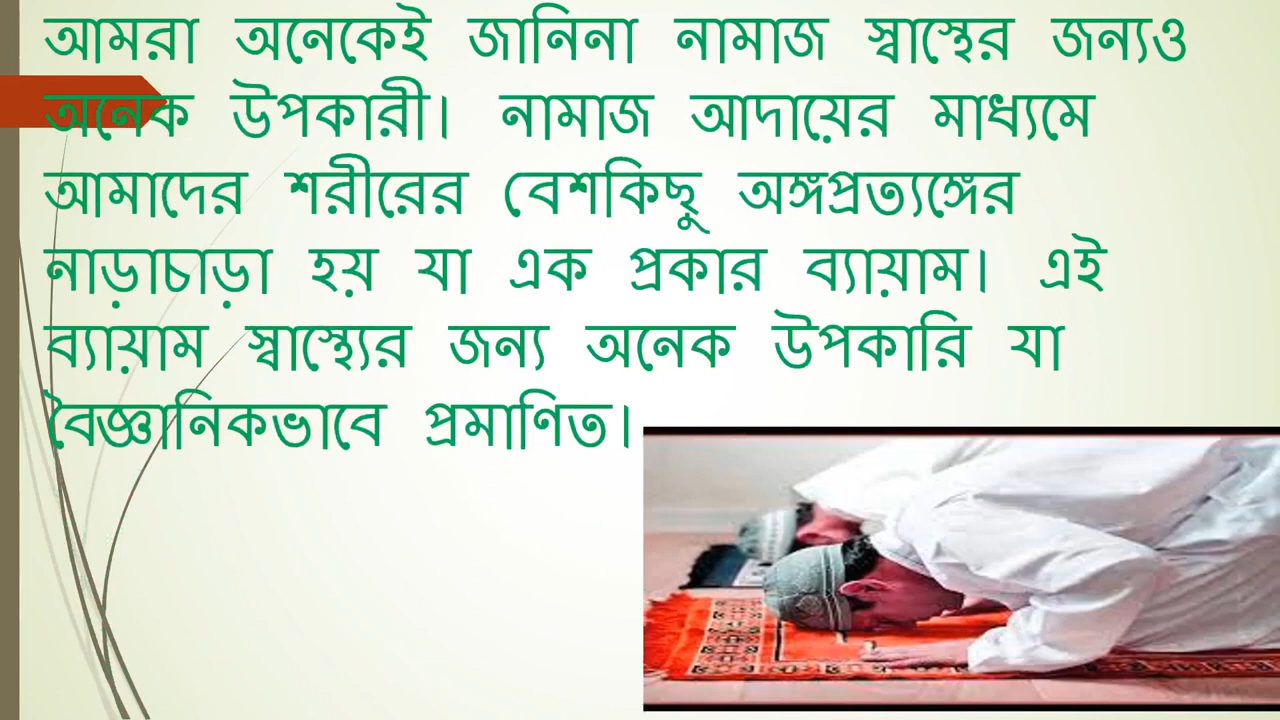 আমরা অনেকেই জানিনা নামাজ স্বাস্থের জন্যও
অনেক উপকারী। নামাজ আদায়ের মাধ্যমে
আমাদের শরীরের বেশকিছু অঙ্গপ্রত্যঙ্গের
নাড়াচাড়া হয় যা এক প্রকার ব্যায়াম। এই
ব্যায়াম স্বাস্থ্যের জন্য অনেক উপকারি যা
বৈজ্ঞানিকভাবে প্রমাণিত।